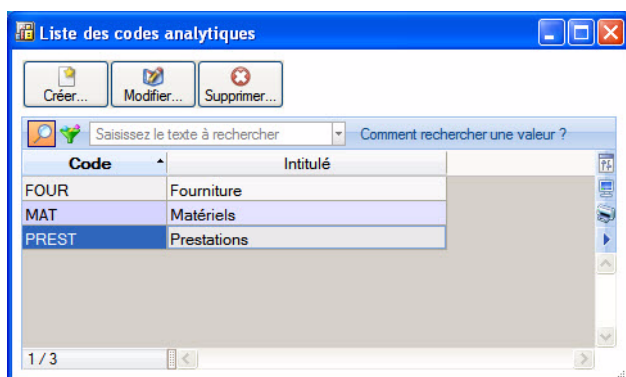 Liste des codes analytiques
Créer... Modifier... Supprimer...
Saisissez le texte à rechercher Comment rechercher une valeur ?
Code Intitulé
FOUR Fourniture
MAT Matériels
PREST Prestations
1 / 3